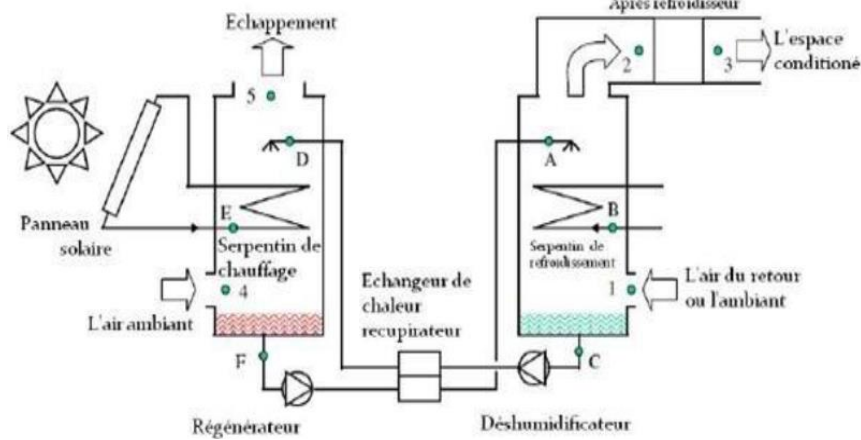 Après refroidisseur
Echappement
2
3
L'espace
conditioné
5
D
A
E
B
Panneau
solaire
Serpentin de
chauffage
Serpentin de
refroidissement
4
1
Echangeur de
chaleur
recupirateur
L'air du retour
ou l'ambiant
L'air ambiant
F
C
Régénérateur
Déshumidificateur